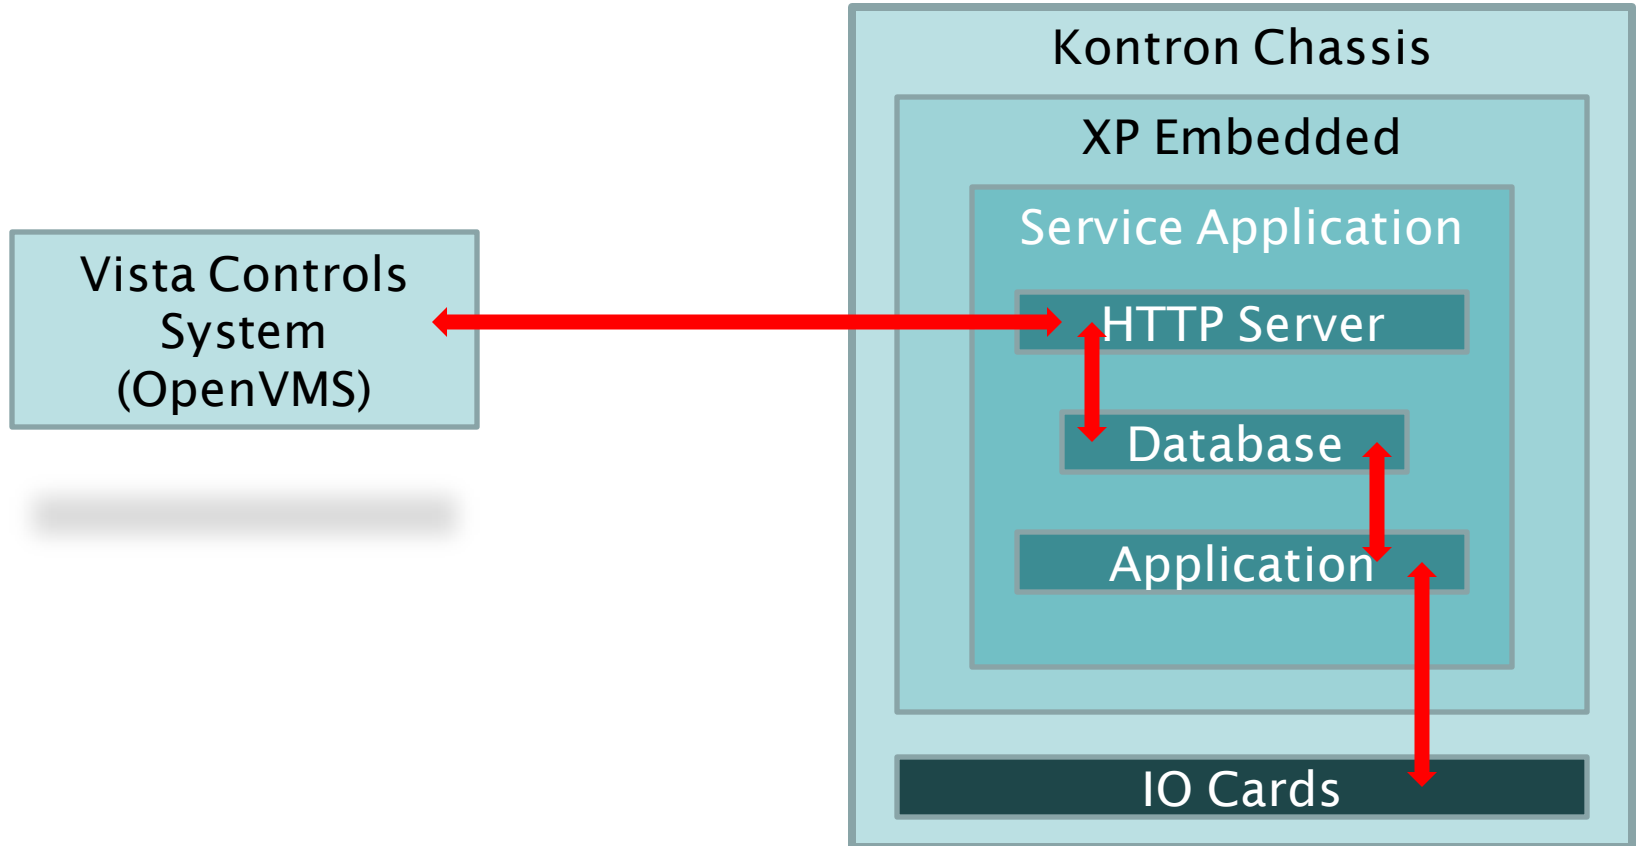 Kontron Chassis
XP Embedded
Service Application
Vista Controls
System
(OpenVMS)
HTTP Server
Database
Application
IO Cards